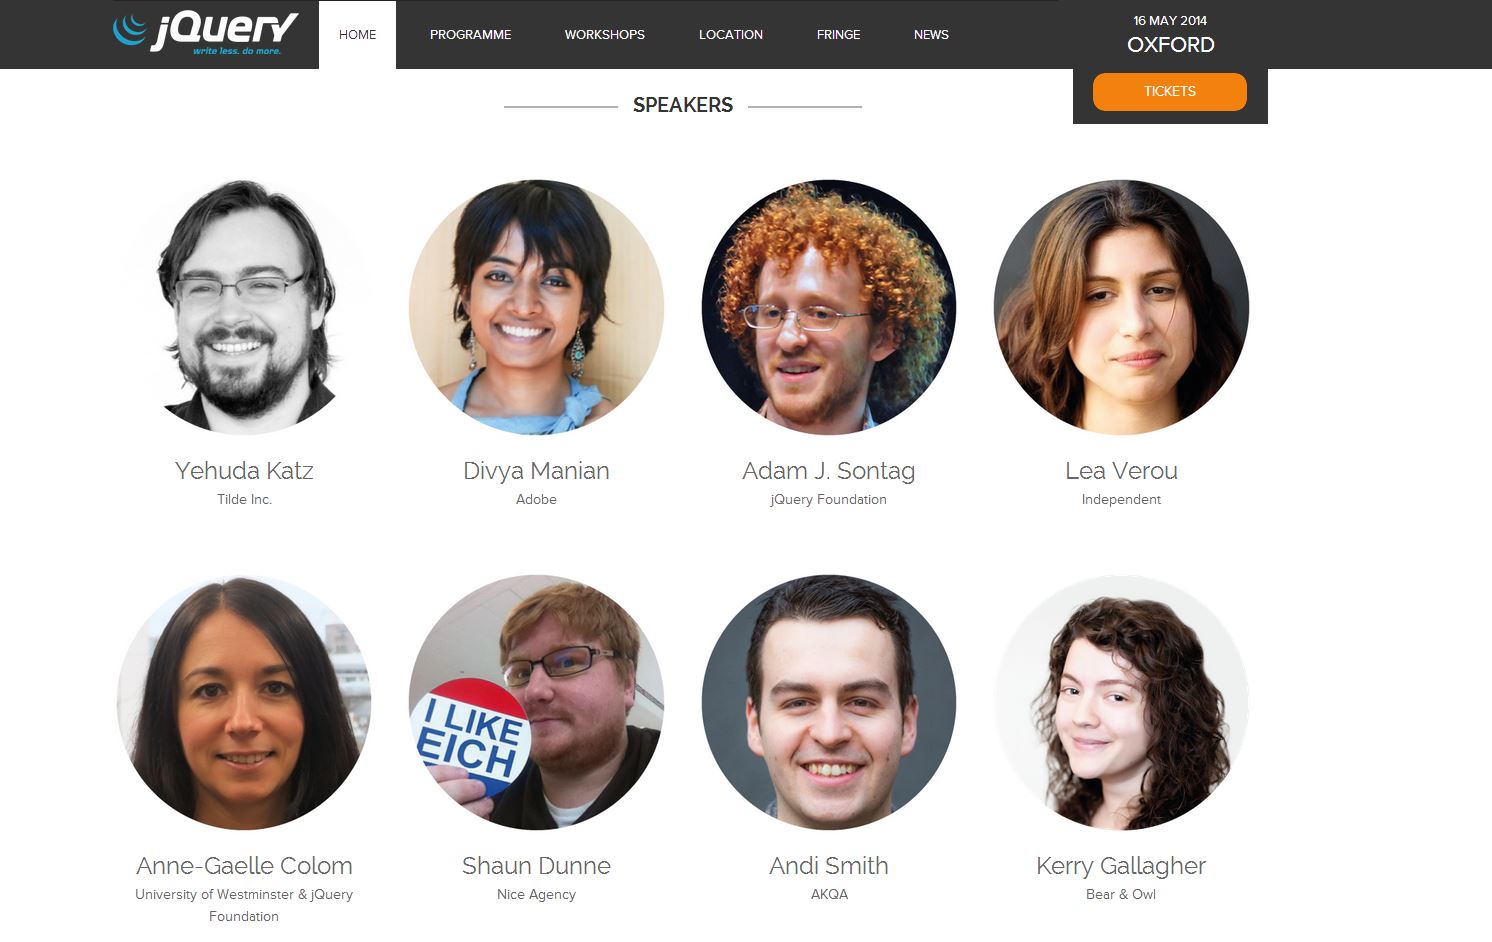 jQuery
write less. do more.
HOME
PROGRAMME
WORKSHOPS
LOCATION
FRINGE
NEWS
16 MAY 2014
OXFORD
TICKETS
SPEAKERS
Yehuda Katz
Tilde Inc.
Divya Manian
Adobe
Adam J. Sontag
jQuery Foundation
Lea Verou
Independent
I LIKE
EICH
Anne-Gaelle Colom
University of Westminster & jQuery
Foundation
Shaun Dunne
Nice Agency
Andi Smith
AKQA
Kerry Gallagher
Bear & Owl